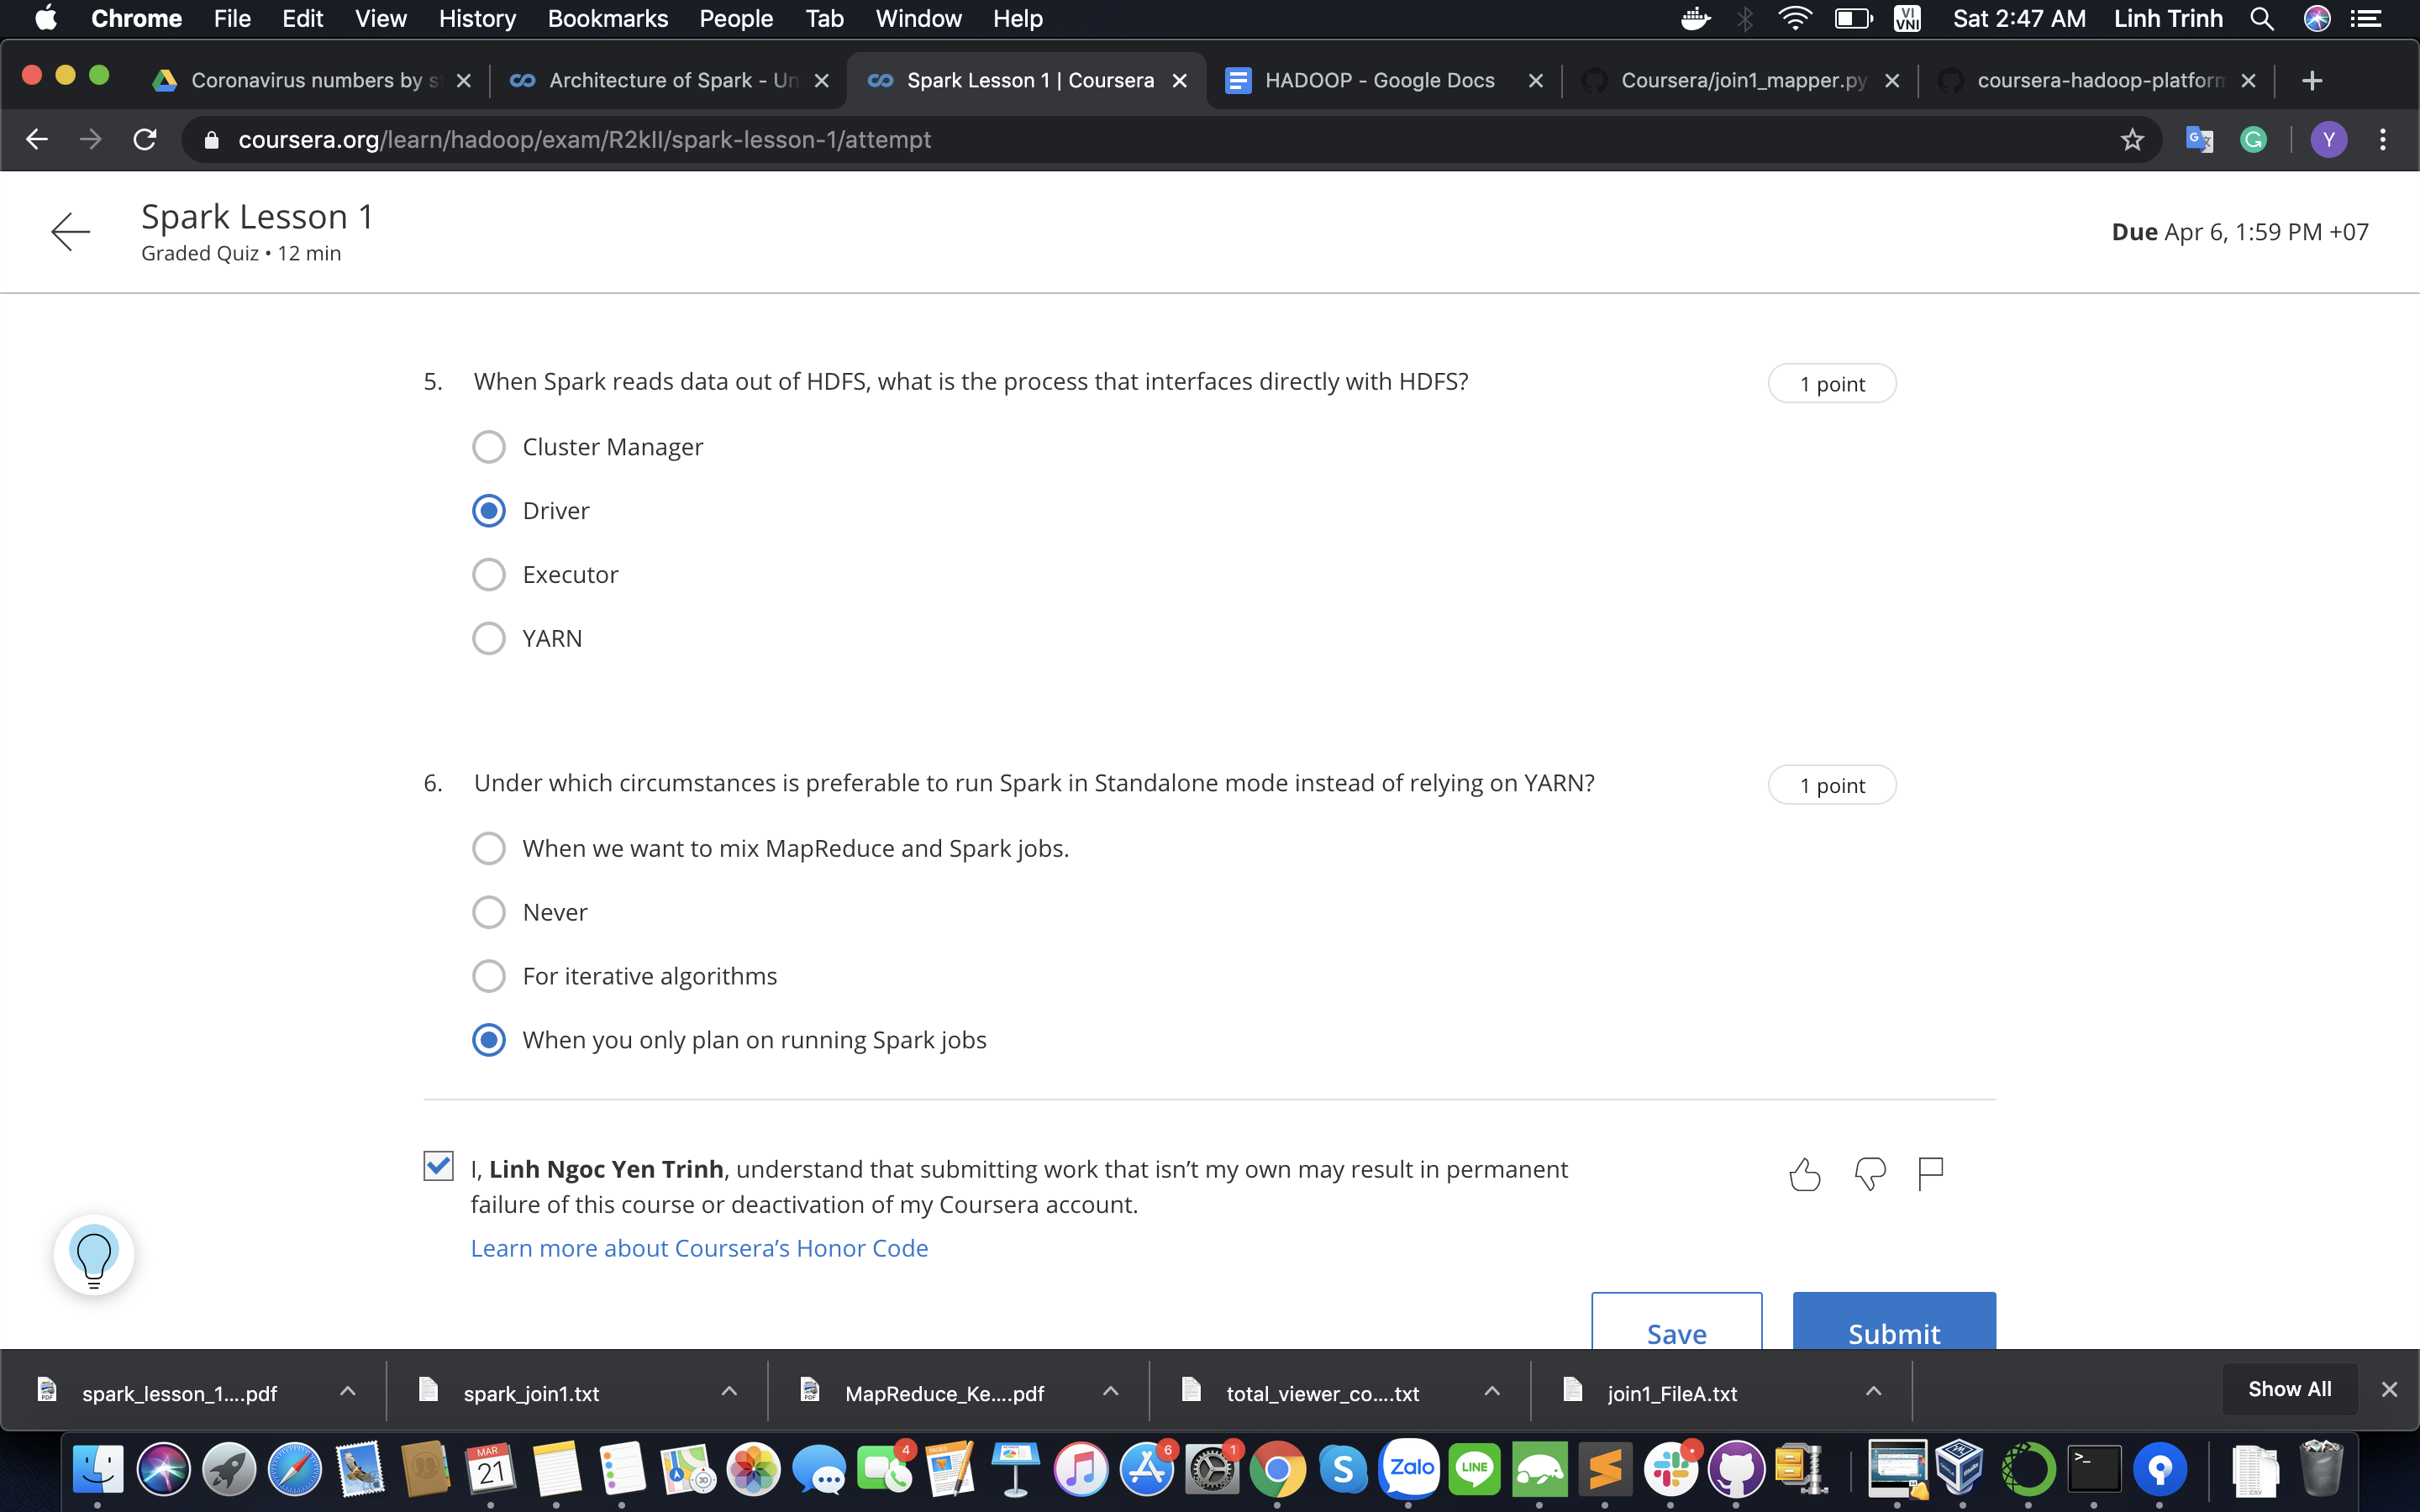 Chrome File Edit View History Bookmarks People Tab Window Help
VI VNI Sat 2:47 AM Linh Trinh
Coronavirus numbers by s
Architecture of Spark - Un
Spark Lesson 1 | Coursera
HADOOP - Google Docs
Coursera/join1_mapper.py
coursera-hadoop-platform
coursera.org/learn/hadoop/exam/R2kII/spark-lesson-1/attempt
Y
Spark Lesson 1
Graded Quiz • 12 min
Due Apr 6, 1:59 PM +07
5. When Spark reads data out of HDFS, what is the process that interfaces directly with HDFS?
1 point
Cluster Manager
Driver
Executor
YARN
6. Under which circumstances is preferable to run Spark in Standalone mode instead of relying on YARN?
1 point
When we want to mix MapReduce and Spark jobs.
Never
For iterative algorithms
When you only plan on running Spark jobs
I, Linh Ngoc Yen Trinh, understand that submitting work that isn't my own may result in permanent
failure of this course or deactivation of my Coursera account.
Learn more about Coursera's Honor Code
Save
Submit
spark_lesson_1....pdf
spark_join1.txt
MapReduce_Ke....pdf
total_viewer_co....txt
join1_FileA.txt
Show All
MAR 21
3D
4
PAGES
6
1
S
Zalo
LINE
>_